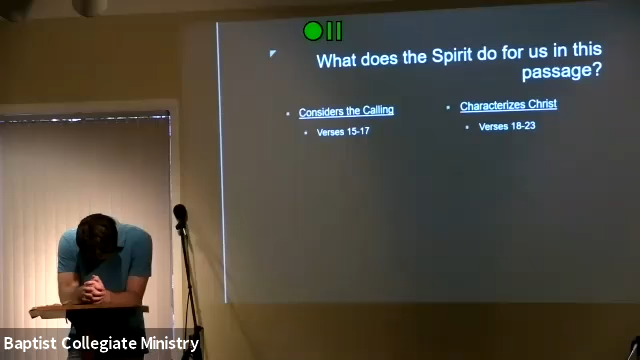 What does the Spirit do for us in this
passage?
Considers the Calling
Verses 15-17
Characterizes Christ
Verses 18-23
Baptist Collegiate Ministry